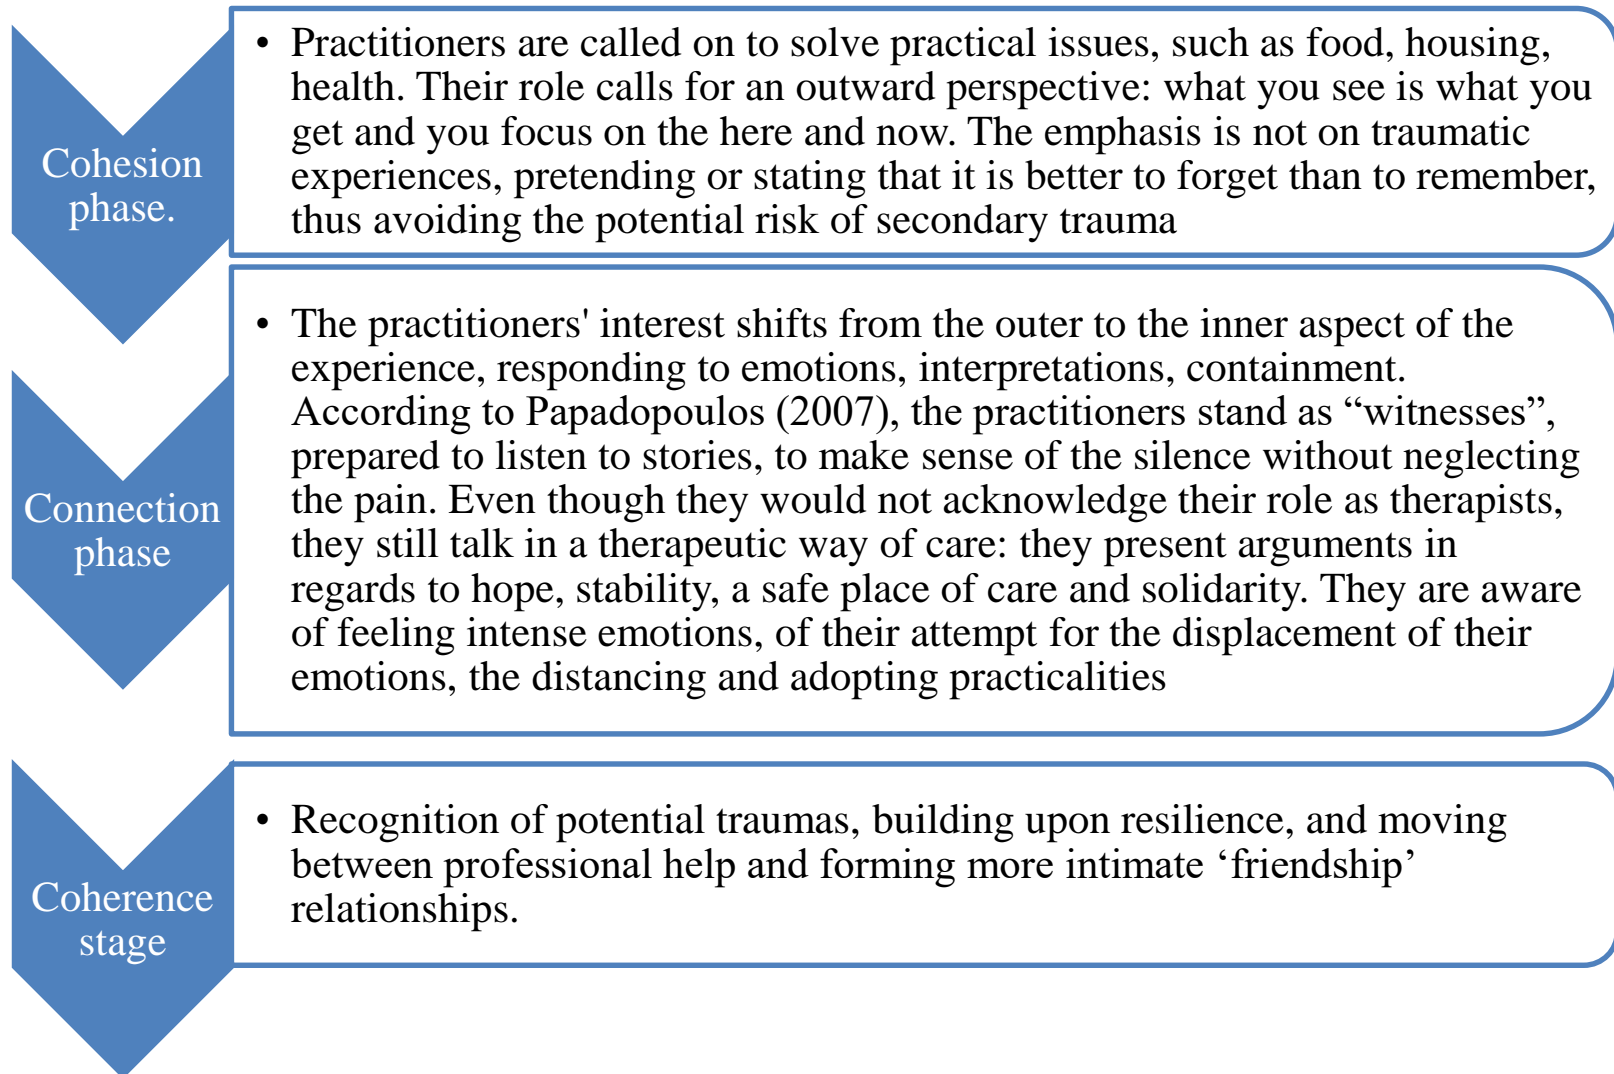 Cohesion
phase.
• Practitioners are called on to solve practical issues, such as food, housing,
health. Their role calls for an outward perspective: what you see is what you
get and you focus on the here and now. The emphasis is not on traumatic
experiences, pretending or stating that it is better to forget than to remember,
thus avoiding the potential risk of secondary trauma
Connection
phase
• The practitioners' interest shifts from the outer to the inner aspect of the
experience, responding to emotions, interpretations, containment.
According to Papadopoulos (2007), the practitioners stand as “witnesses”,
prepared to listen to stories, to make sense of the silence without neglecting
the pain. Even though they would not acknowledge their role as therapists,
they still talk in a therapeutic way of care: they present arguments in
regards to hope, stability, a safe place of care and solidarity. They are aware
of feeling intense emotions, of their attempt for the displacement of their
emotions, the distancing and adopting practicalities
Coherence
stage
• Recognition of potential traumas, building upon resilience, and moving
between professional help and forming more intimate ‘friendship’
relationships.